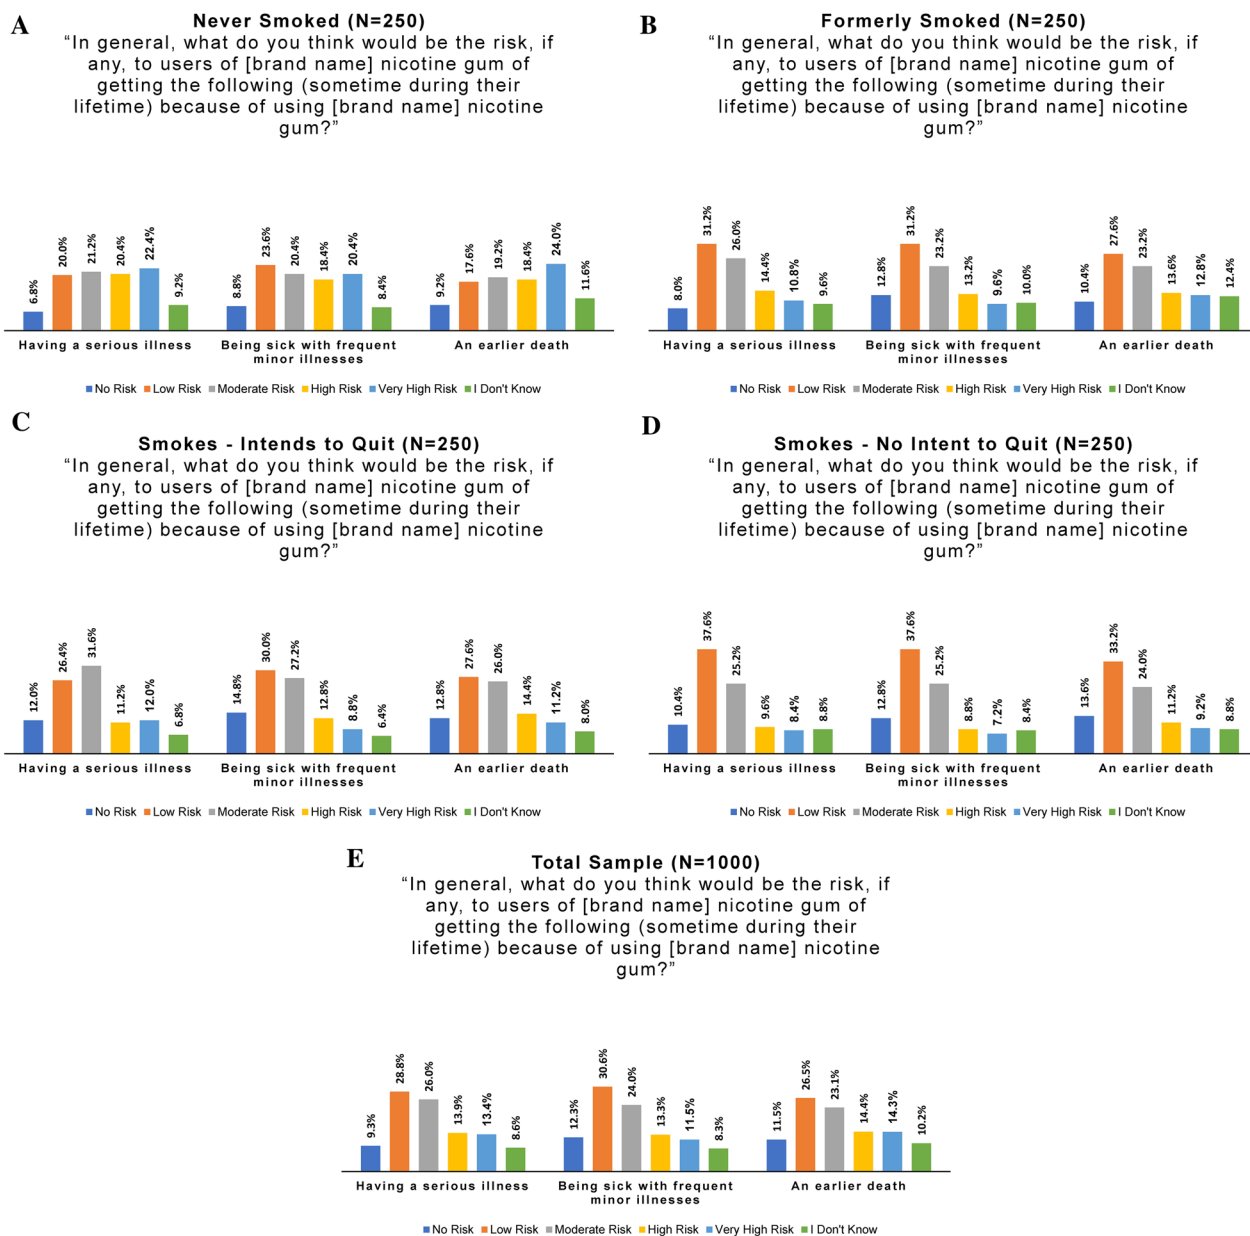 A
Never Smoked (N=250)
“In general, what do you think would be the risk, if
any, to users of [brand name] nicotine gum of
getting the following (sometime during their
lifetime) because of using [brand name] nicotine
gum?”
6.8% 20.0% 21.2% 20.4% 22.4% 9.2%
8.8% 23.6% 20.4% 18.4% 20.4% 8.4%
9.2% 17.6% 19.2% 18.4% 24.0% 11.6%
Having a serious illness
Being sick with frequent
minor illnesses
An earlier death
No Risk Low Risk Moderate Risk High Risk Very High Risk I Don't Know
B
Formerly Smoked (N=250)
“In general, what do you think would be the risk, if
any, to users of [brand name] nicotine gum of
getting the following (sometime during their
lifetime) because of using [brand name] nicotine
gum?”
8.0% 31.2% 26.0% 14.4% 10.8% 9.6%
12.8% 31.2% 23.2% 13.2% 9.6% 10.0%
10.4% 27.6% 23.2% 13.6% 12.8% 12.4%
Having a serious illness
Being sick with frequent
minor illnesses
An earlier death
No Risk Low Risk Moderate Risk High Risk Very High Risk I Don't Know
C
Smokes - Intends to Quit (N=250)
“In general, what do you think would be the risk, if
any, to users of [brand name] nicotine gum of
getting the following (sometime during their
lifetime) because of using [brand name] nicotine
gum?”
12.0% 26.4% 31.6% 11.2% 12.0% 6.8%
14.8% 30.0% 27.2% 12.8% 8.8% 6.4%
12.8% 27.6% 26.0% 14.4% 11.2% 8.0%
Having a serious illness
Being sick with frequent
minor illnesses
An earlier death
No Risk Low Risk Moderate Risk High Risk Very High Risk I Don't Know
D
Smokes - No Intent to Quit (N=250)
“In general, what do you think would be the risk, if
any, to users of [brand name] nicotine gum of
getting the following (sometime during their
lifetime) because of using [brand name] nicotine
gum?”
10.4% 37.6% 25.2% 9.6% 8.4% 8.8%
12.8% 37.6% 25.2% 8.8% 7.2% 8.4%
13.6% 33.2% 24.0% 11.2% 9.2% 8.8%
Having a serious illness
Being sick with frequent
minor illnesses
An earlier death
No Risk Low Risk Moderate Risk High Risk Very High Risk I Don't Know
E
Total Sample (N=1000)
“In general, what do you think would be the risk, if
any, to users of [brand name] nicotine gum of
getting the following (sometime during their
lifetime) because of using [brand name] nicotine
gum?”
9.3% 28.8% 26.0% 13.9% 13.4% 8.6%
12.3% 30.6% 24.0% 13.3% 11.5% 8.3%
11.5% 26.5% 23.1% 14.4% 14.3% 10.2%
Having a serious illness
Being sick with frequent
minor illnesses
An earlier death
No Risk Low Risk Moderate Risk High Risk Very High Risk I Don't Know